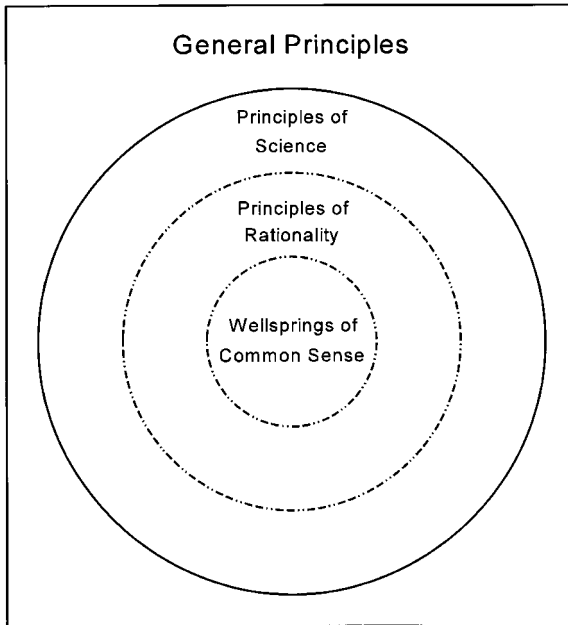 General Principles
Principles of
Science
Principles of
Rationality
Wellsprings of
Common Sense